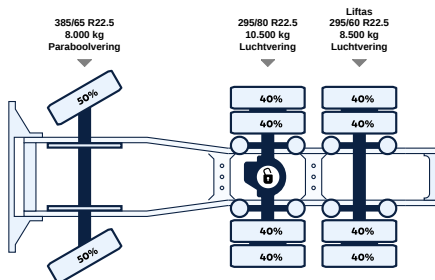 385/65 R22.5
8.000 kg
Paraboolvering
295/80 R22.5
10.500 kg
Luchtvering
Liftas
295/60 R22.5
8.500 kg
Luchtvering
50%
40%
40%
40%
40%
50%
40%
40%
40%
40%